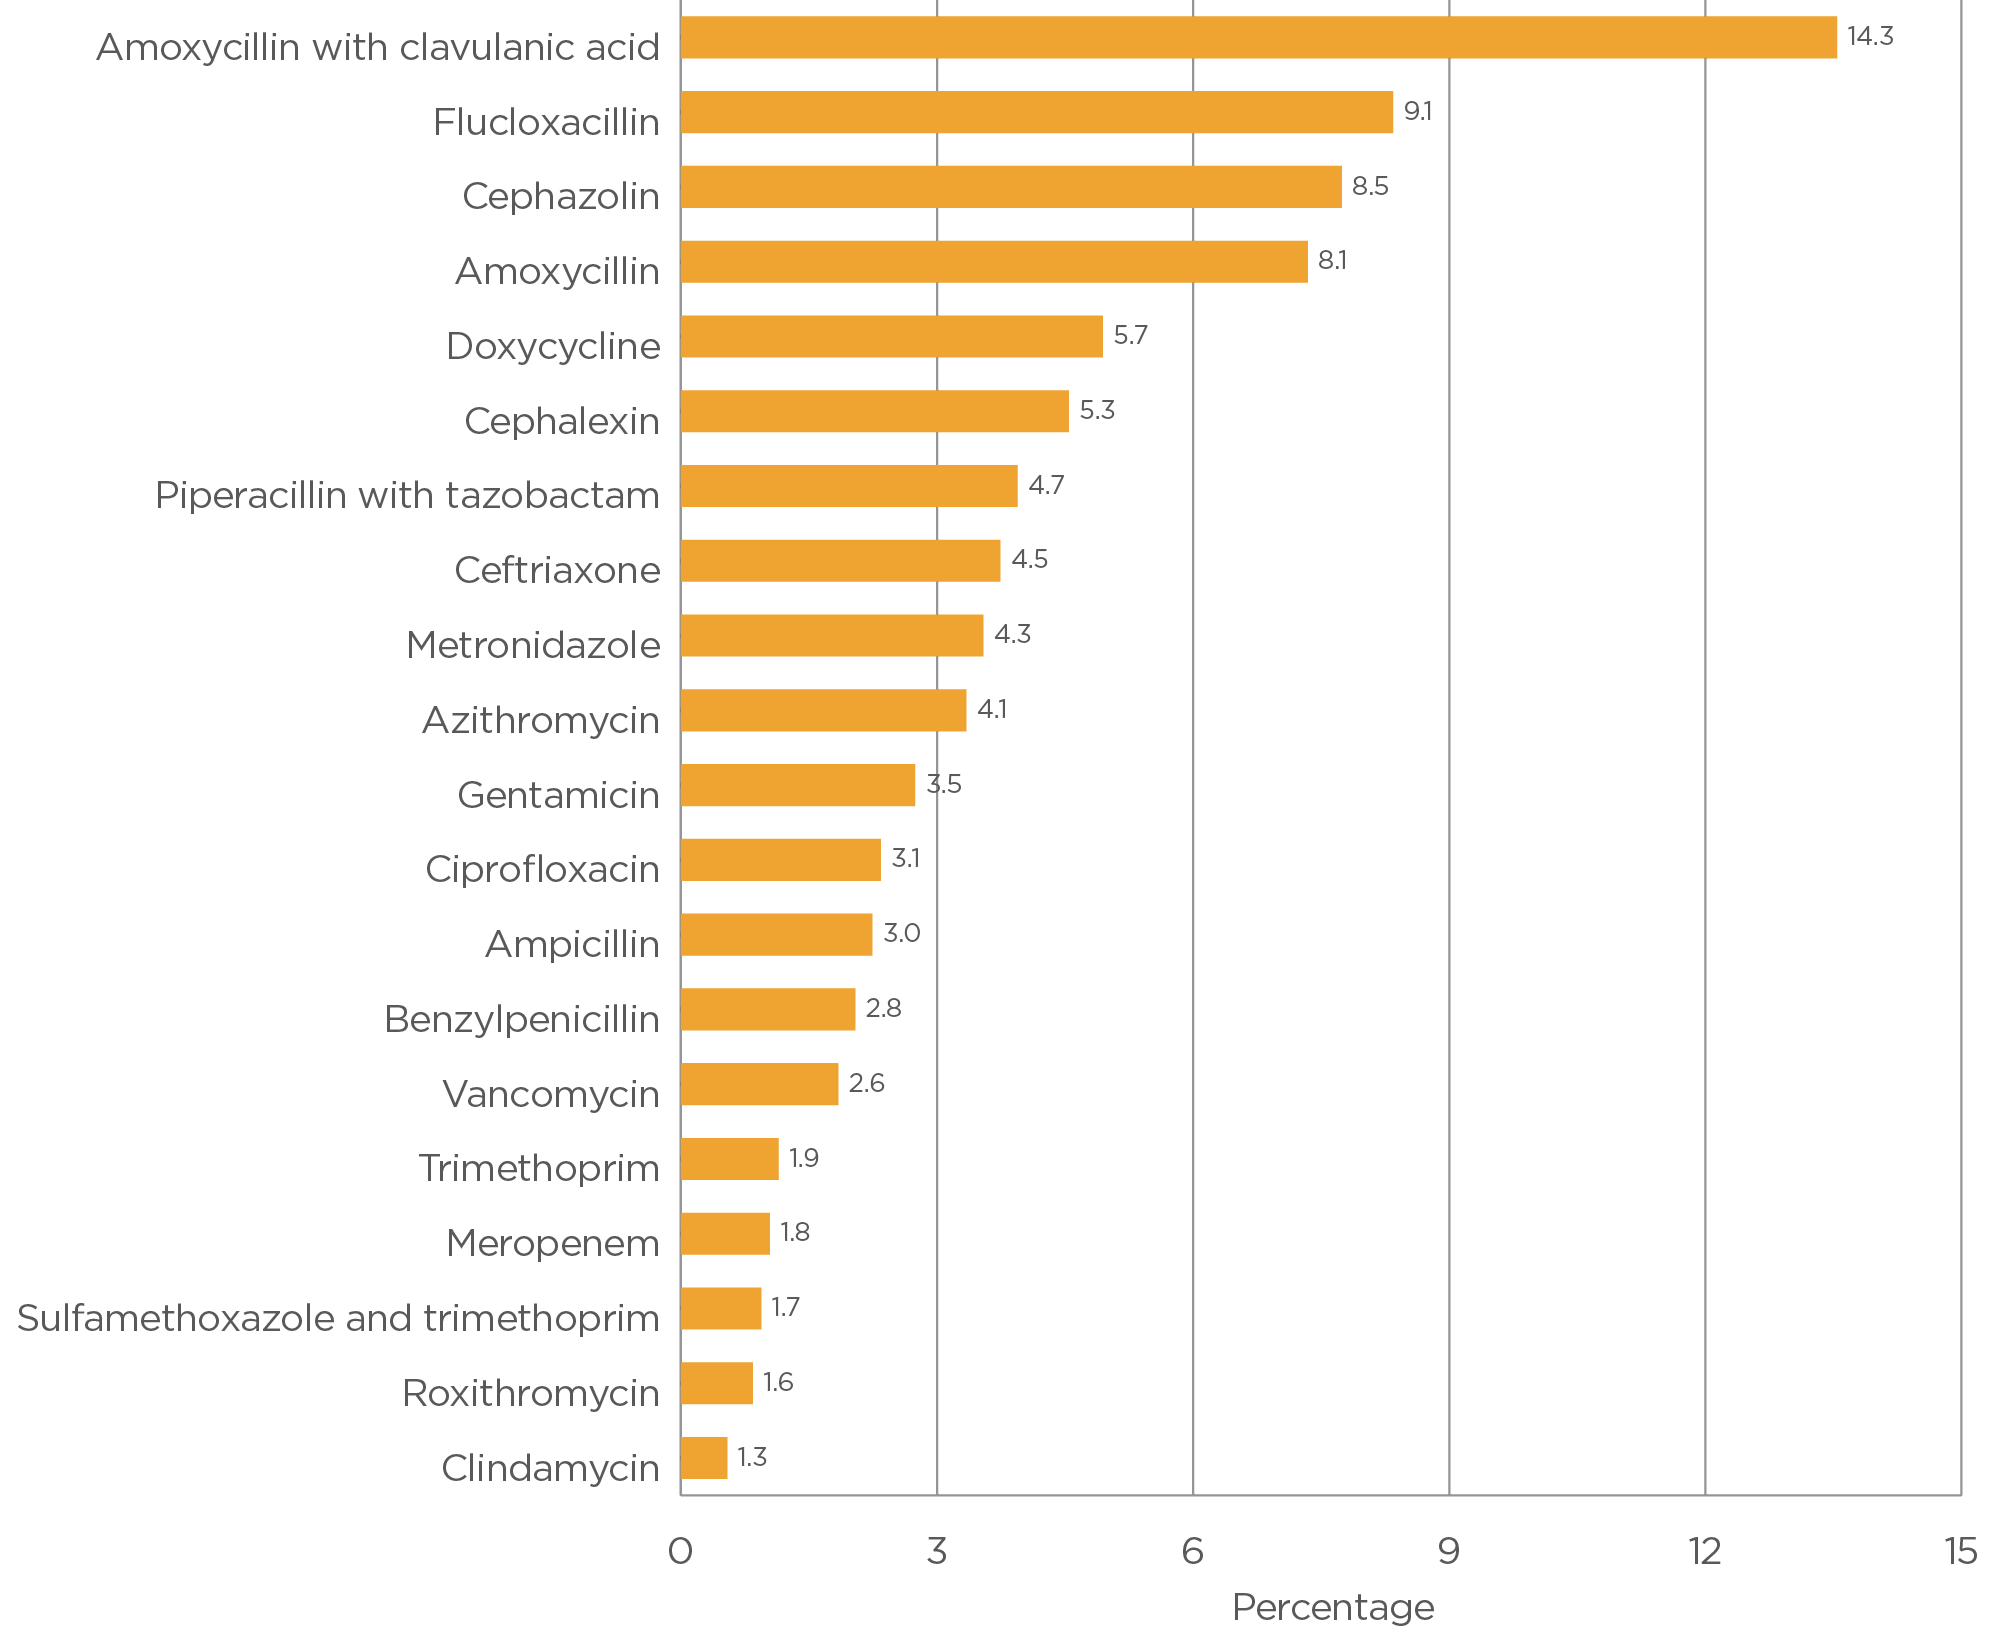 Amoxycillin with clavulanic acid 14.3
Flucloxacillin 9.1
Cephazolin 8.5
Amoxycillin 8.1
Doxycycline 5.7
Cephalexin 5.3
Piperacillin with tazobactam 4.7
Ceftriaxone 4.5
Metronidazole 4.3
Azithromycin 4.1
Gentamicin 3.5
Ciprofloxacin 3.1
Ampicillin 3.0
Benzylpenicillin 2.8
Vancomycin 2.6
Trimethoprim 1.9
Meropenem 1.8
Sulfamethoxazole and trimethoprim 1.7
Roxithromycin 1.6
Clindamycin 1.3
0 3 6 9 12 15
Percentage